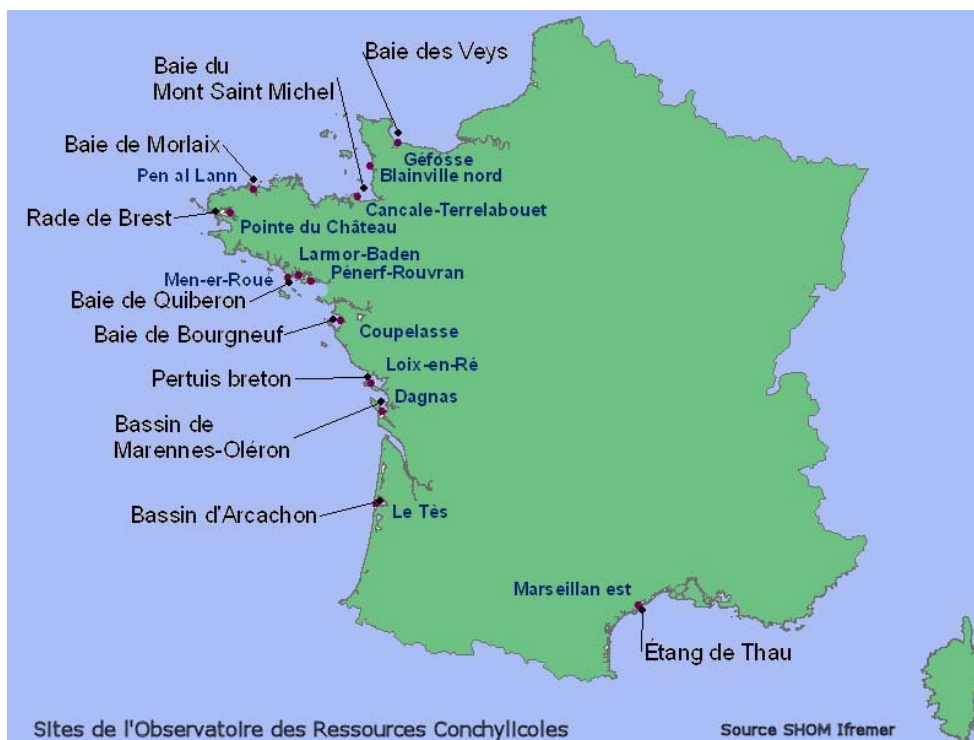 Baie des Veys
Baie du
Mont Saint Michel
Baie de Morlaix
Géfosse
Pen al Lann
Blainville nord
Cancale-Terrelabouet
Rade de Brest
Pointe du Château
Larmor-Baden
Men-er-Roue
Pénerf-Rouvran
Baie de Quiberon
Baie de Bourgneuf
Coupelasse
Loix-en-Ré
Pertuis breton
Dagnas
Bassin de
Marennes-Oléron
Bassin d'Arcachon
Le Tès
Marseillan est
Étang de Thau
Sites de l'Observatoire des Ressources Conchylicoles
Source SHOM Ifremer